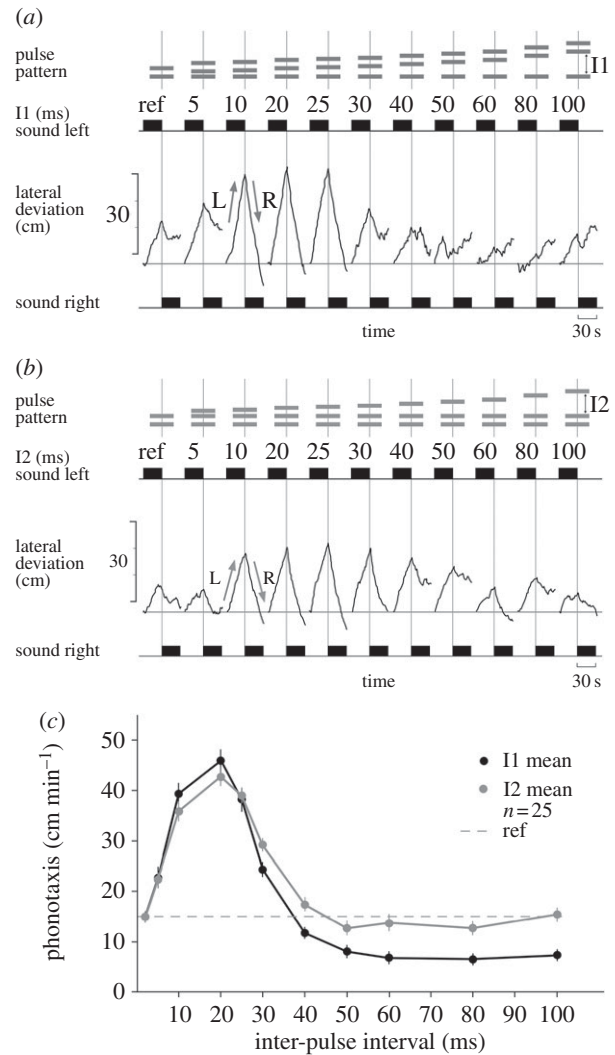 (a)
pulse pattern
I1
I1 (ms) ref 5 10 20 25 30 40 50 60 80 100
sound left
lateral deviation (cm)
30
L R
sound right
time 30 s
(b)
pulse pattern
I2
I2 (ms) ref 5 10 20 25 30 40 50 60 80 100
sound left
lateral deviation (cm)
30
L R
sound right
time 30 s
(c)
phonotaxis (cm min⁻¹)
50
40
30
20
10
0
I1 mean
I2 mean
n = 25
ref
10 20 30 40 50 60 70 80 90 100
inter-pulse interval (ms)